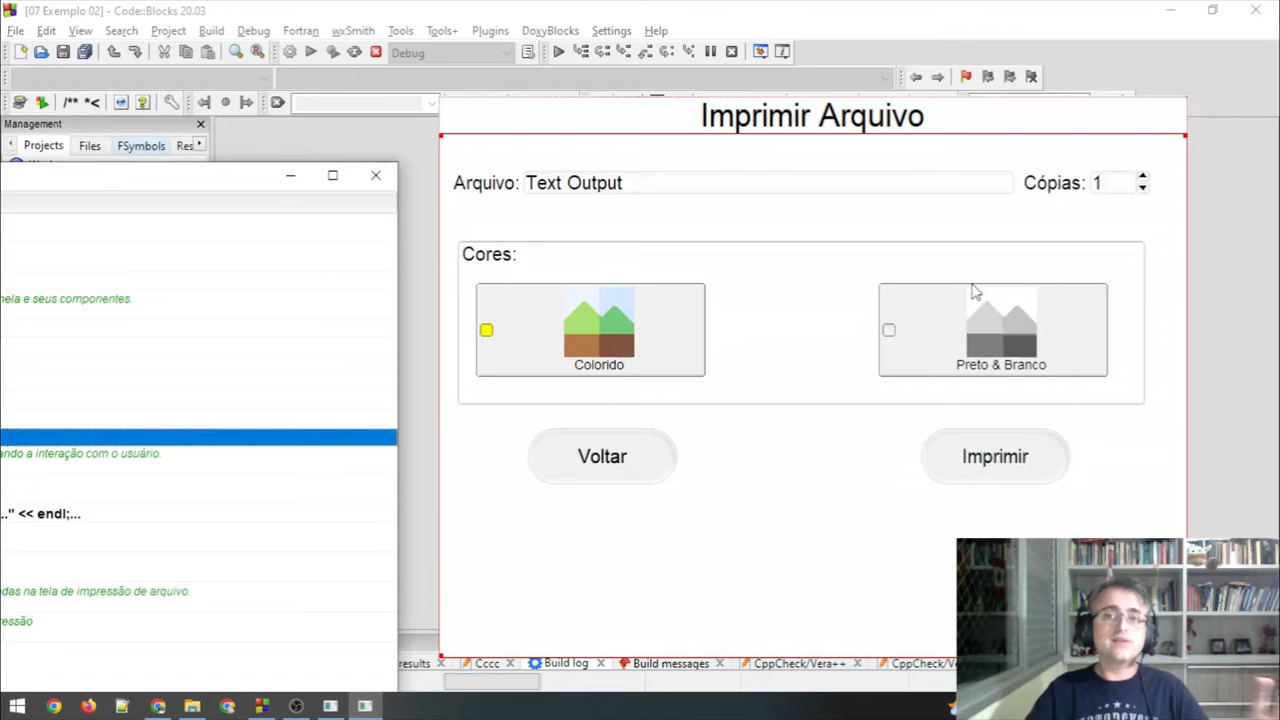 [07 Exemplo 02] - Code::Blocks 20.03
File Edit View Search Project Build Debug Fortran wxSmith Tools Tools+ Plugins DoxyBlocks Settings Help
Debug
/** *<
Management
Projects Files FSymbols Res
Imprimir Arquivo
Arquivo: Text Output Cópias: 1
Cores:
Colorido Preto & Branco
Voltar Imprimir
nela e seus componentes.
ando a interação com o usuário.
..." << endl;...
das na tela de impressão de arquivo.
essão
results Cccc Build log Build messages CppCheck/Vera++ CppCheck/Ve